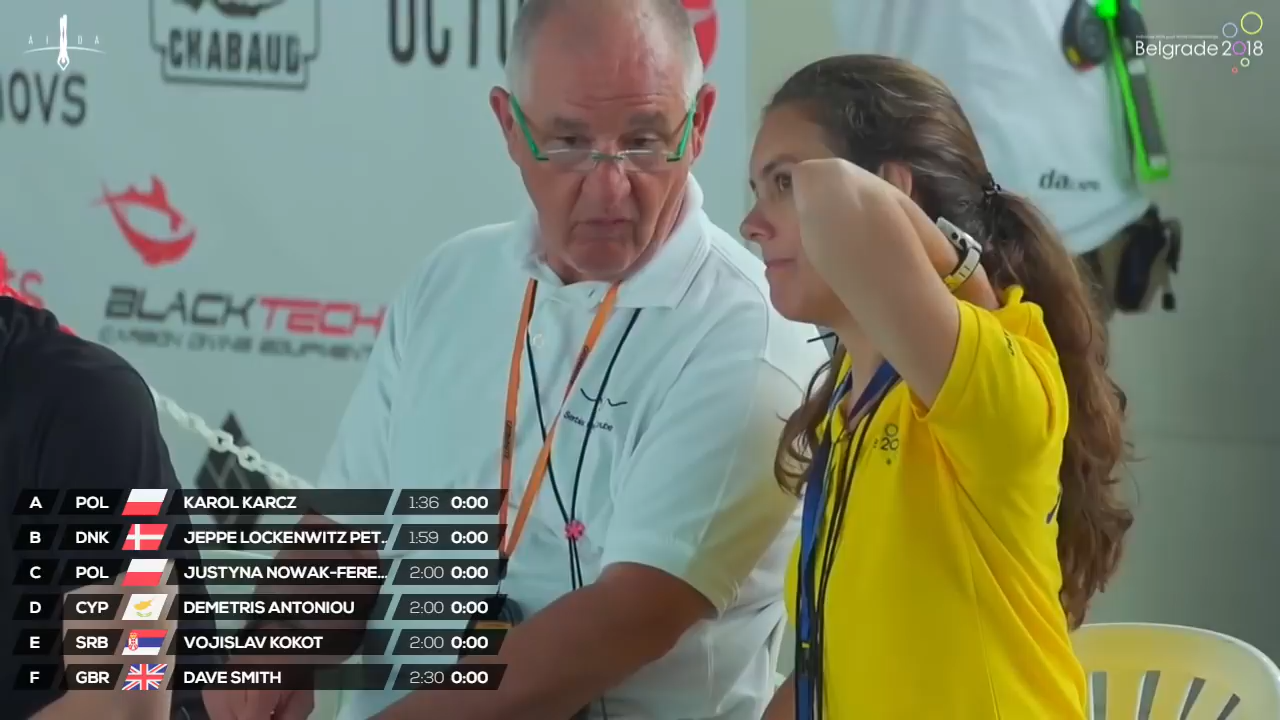 AIDA
CHABAUD
OCTO
Belgrade 2018
NOVS
BLACKTECH
CARBON DIVING EQUIPMENT
A POL KAROL KARCZ 1:36 0:00
B DNK JEPPE LOCKENWITZ PET.. 1:59 0:00
C POL JUSTYNA NOWAK-FERE... 2:00 0:00
D CYP DEMETRIS ANTONIOU 2:00 0:00
E SRB VOJISLAV KOKOT 2:00 0:00
F GBR DAVE SMITH 2:30 0:00